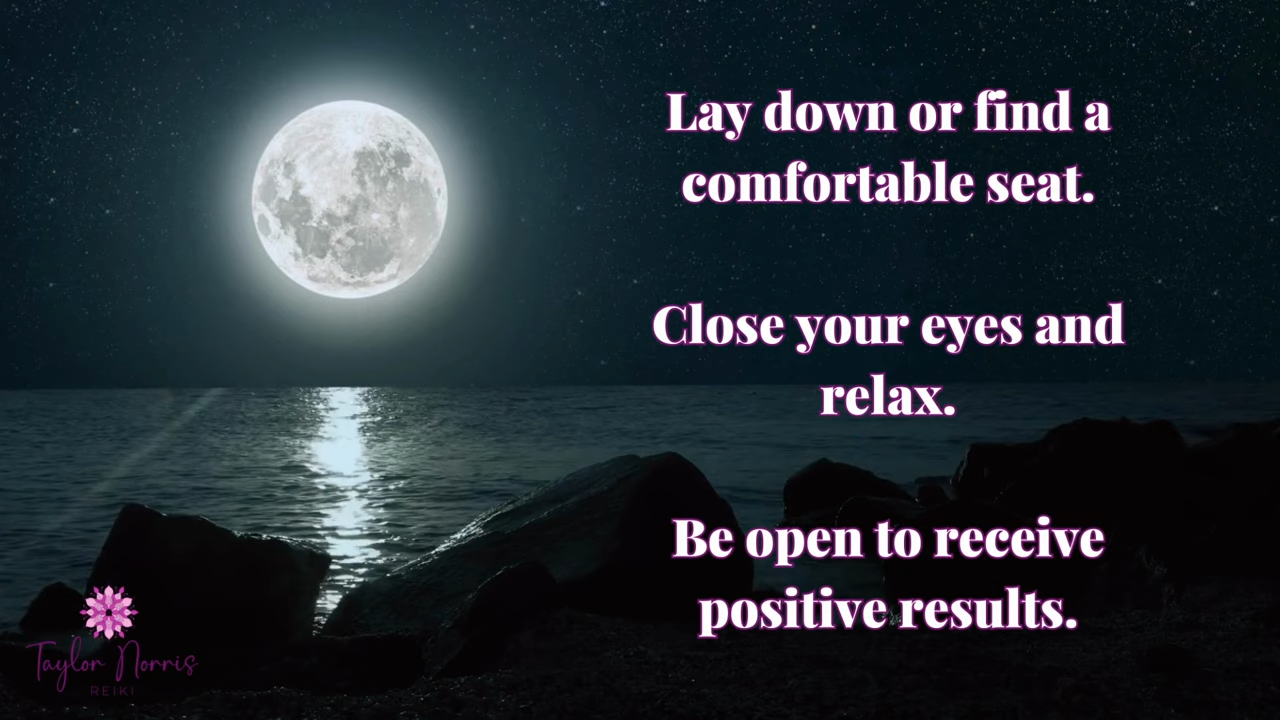 Lay down or find a
comfortable seat.
Close your eyes and
relax.
Be open to receive
positive results.
Taylor Norris
REIKI